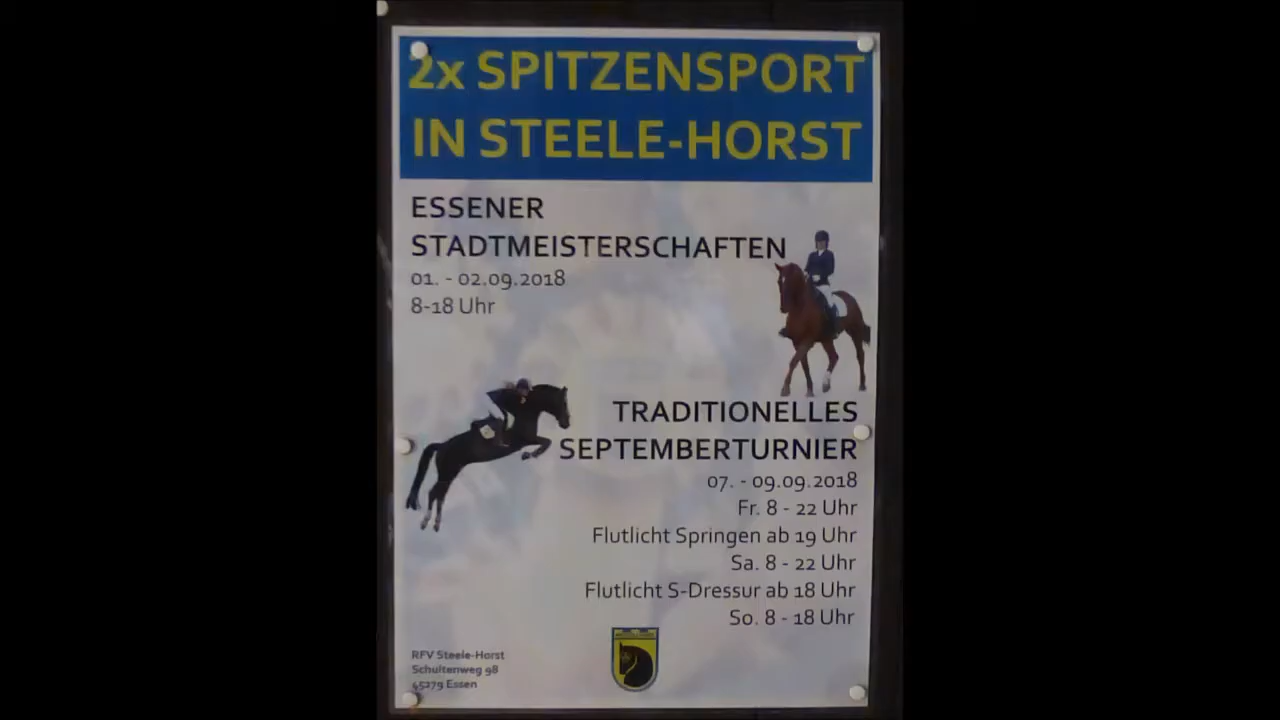 2x SPITZENSPORT
IN STEELE-HORST
ESSENER
STADTMEISTERSCHAFTEN
01. - 02.09.2018
8-18 Uhr
TRADITIONELLES
SEPTEMBERTURNIER
07. - 09.09.2018
Fr. 8 - 22 Uhr
Flutlicht Springen ab 19 Uhr
Sa. 8 - 22 Uhr
Flutlicht S-Dressur ab 18 Uhr
So. 8 - 18 Uhr
RFV Steele-Horst
Schultenweg 98
45279 Essen